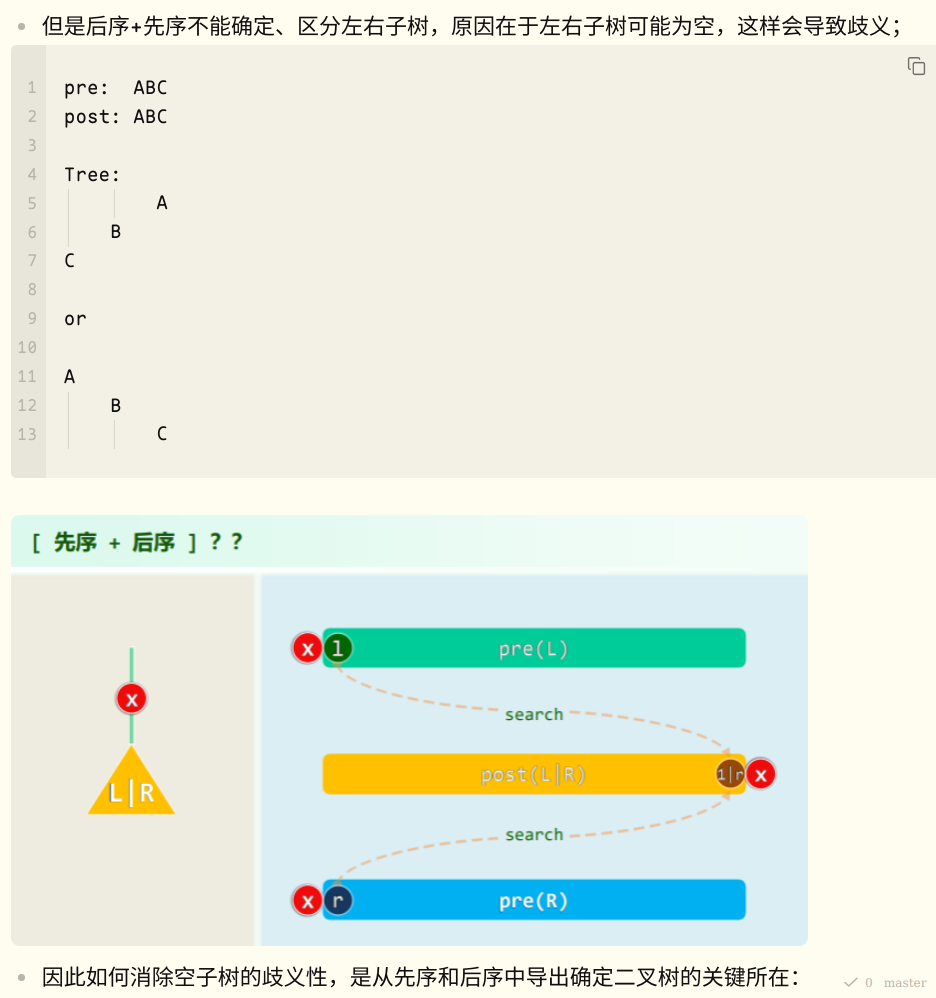 但是后序+先序不能确定、区分左右子树，原因在于左右子树可能为空，这样会导致歧义；
1 pre:  ABC
2 post: ABC
3
4 Tree:
5         A
6     B
7 C
8
9 or
10
11 A
12     B
13         C
[ 先序 + 后序 ] ? ?
x
L|R
x l pre(L)
search
post(L|R) l|r x
search
x r pre(R)
因此如何消除空子树的歧义性，是从先序和后序中导出确定二叉树的关键所在：
0 master